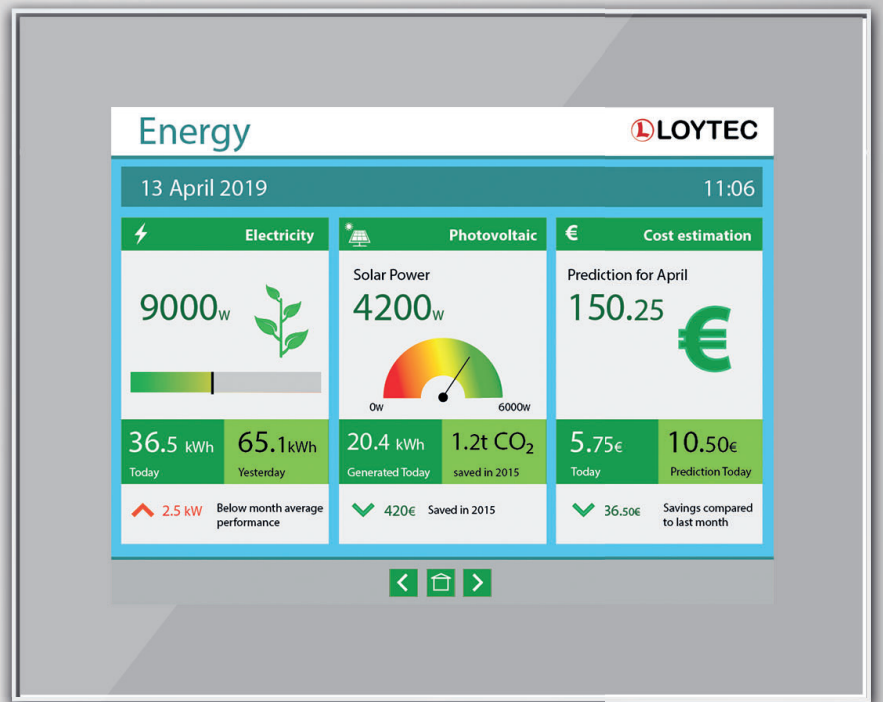 Energy
LOYTEC
13 April 2019
11:06
Electricity
9000w
36.5 kWh
Today
65.1kWh
Yesterday
2.5 kW
Below month average
performance
Photovoltaic
Solar Power
4200w
0w
6000w
20.4 kWh
Generated Today
1.2t CO₂
saved in 2015
420€
Saved in 2015
€
Cost estimation
Prediction for April
150.25
€
5.75€
Today
10.50€
Prediction Today
36.50€
Savings compared
to last month